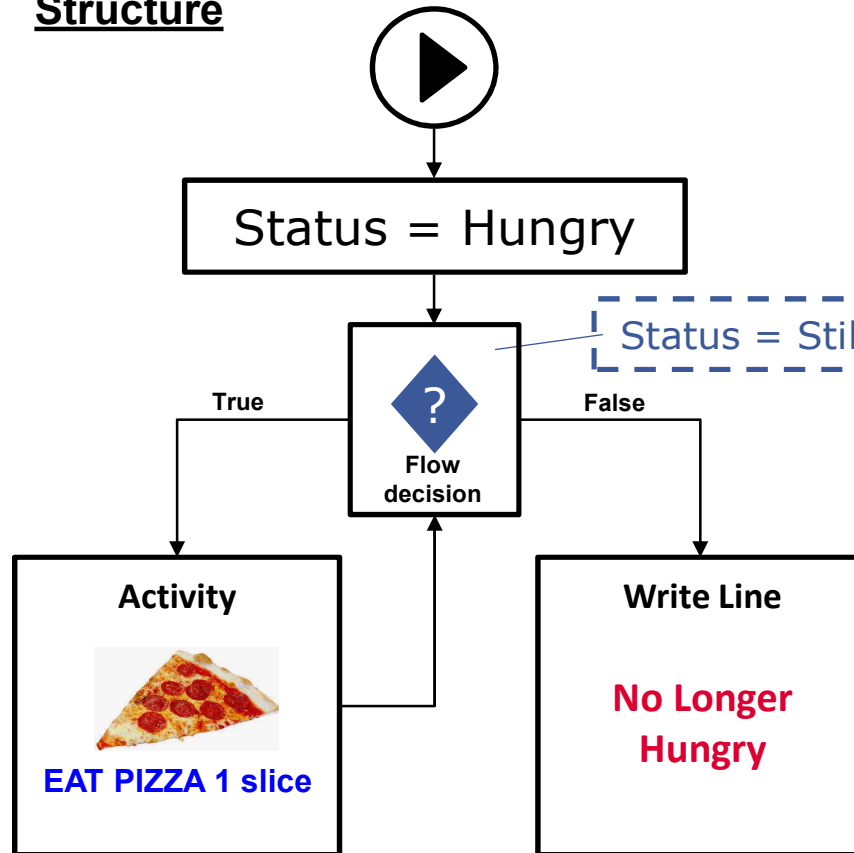 Structure
Status = Hungry
Status = Stil
True
?
False
Flow
decision
Activity
EAT PIZZA 1 slice
Write Line
No Longer
Hungry